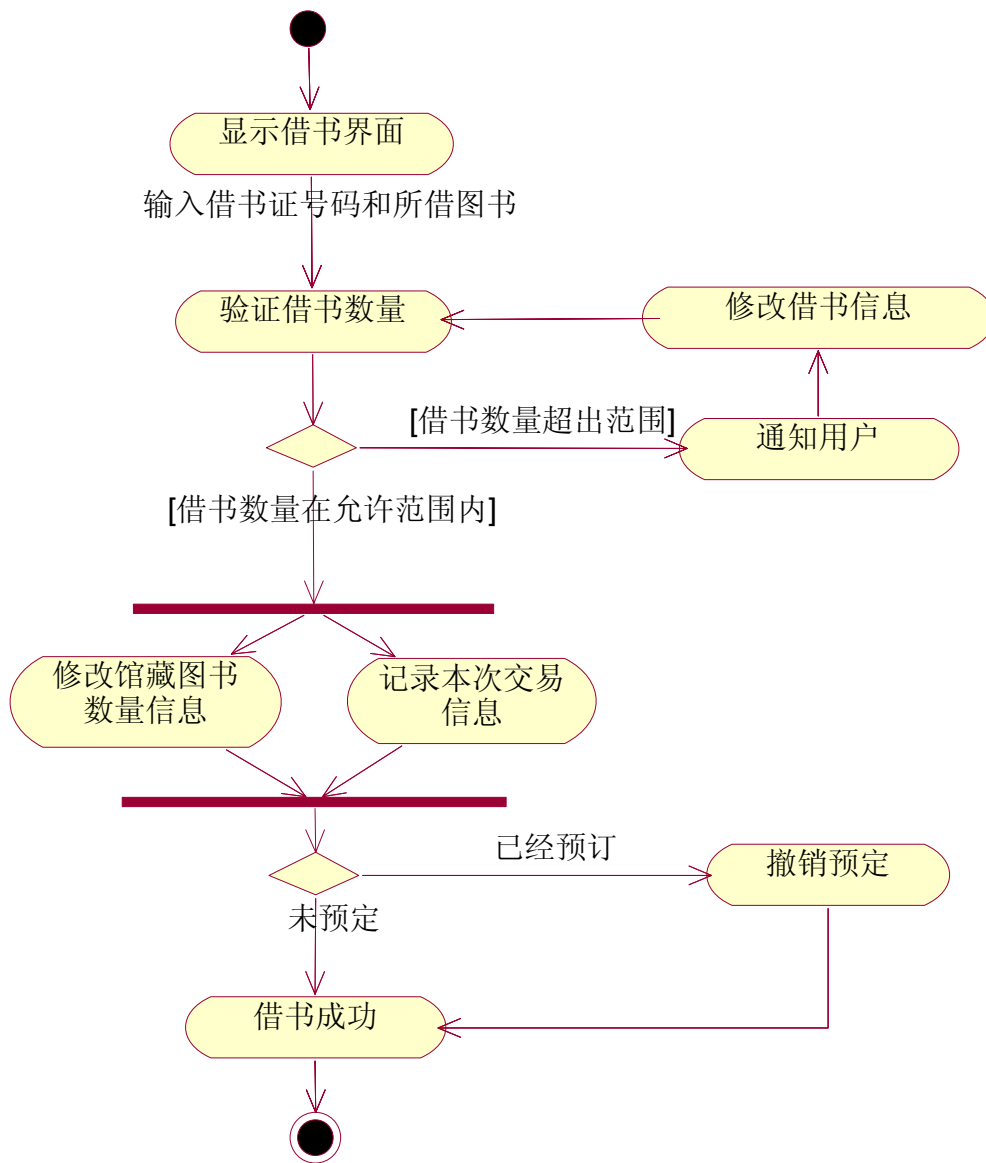 显示借书界面
输入借书证号码和所借图书
验证借书数量
修改借书信息
[借书数量超出范围]
通知用户
[借书数量在允许范围内]
修改馆藏图书
数量信息
记录本次交易
信息
已经预订
撤销预定
未预定
借书成功